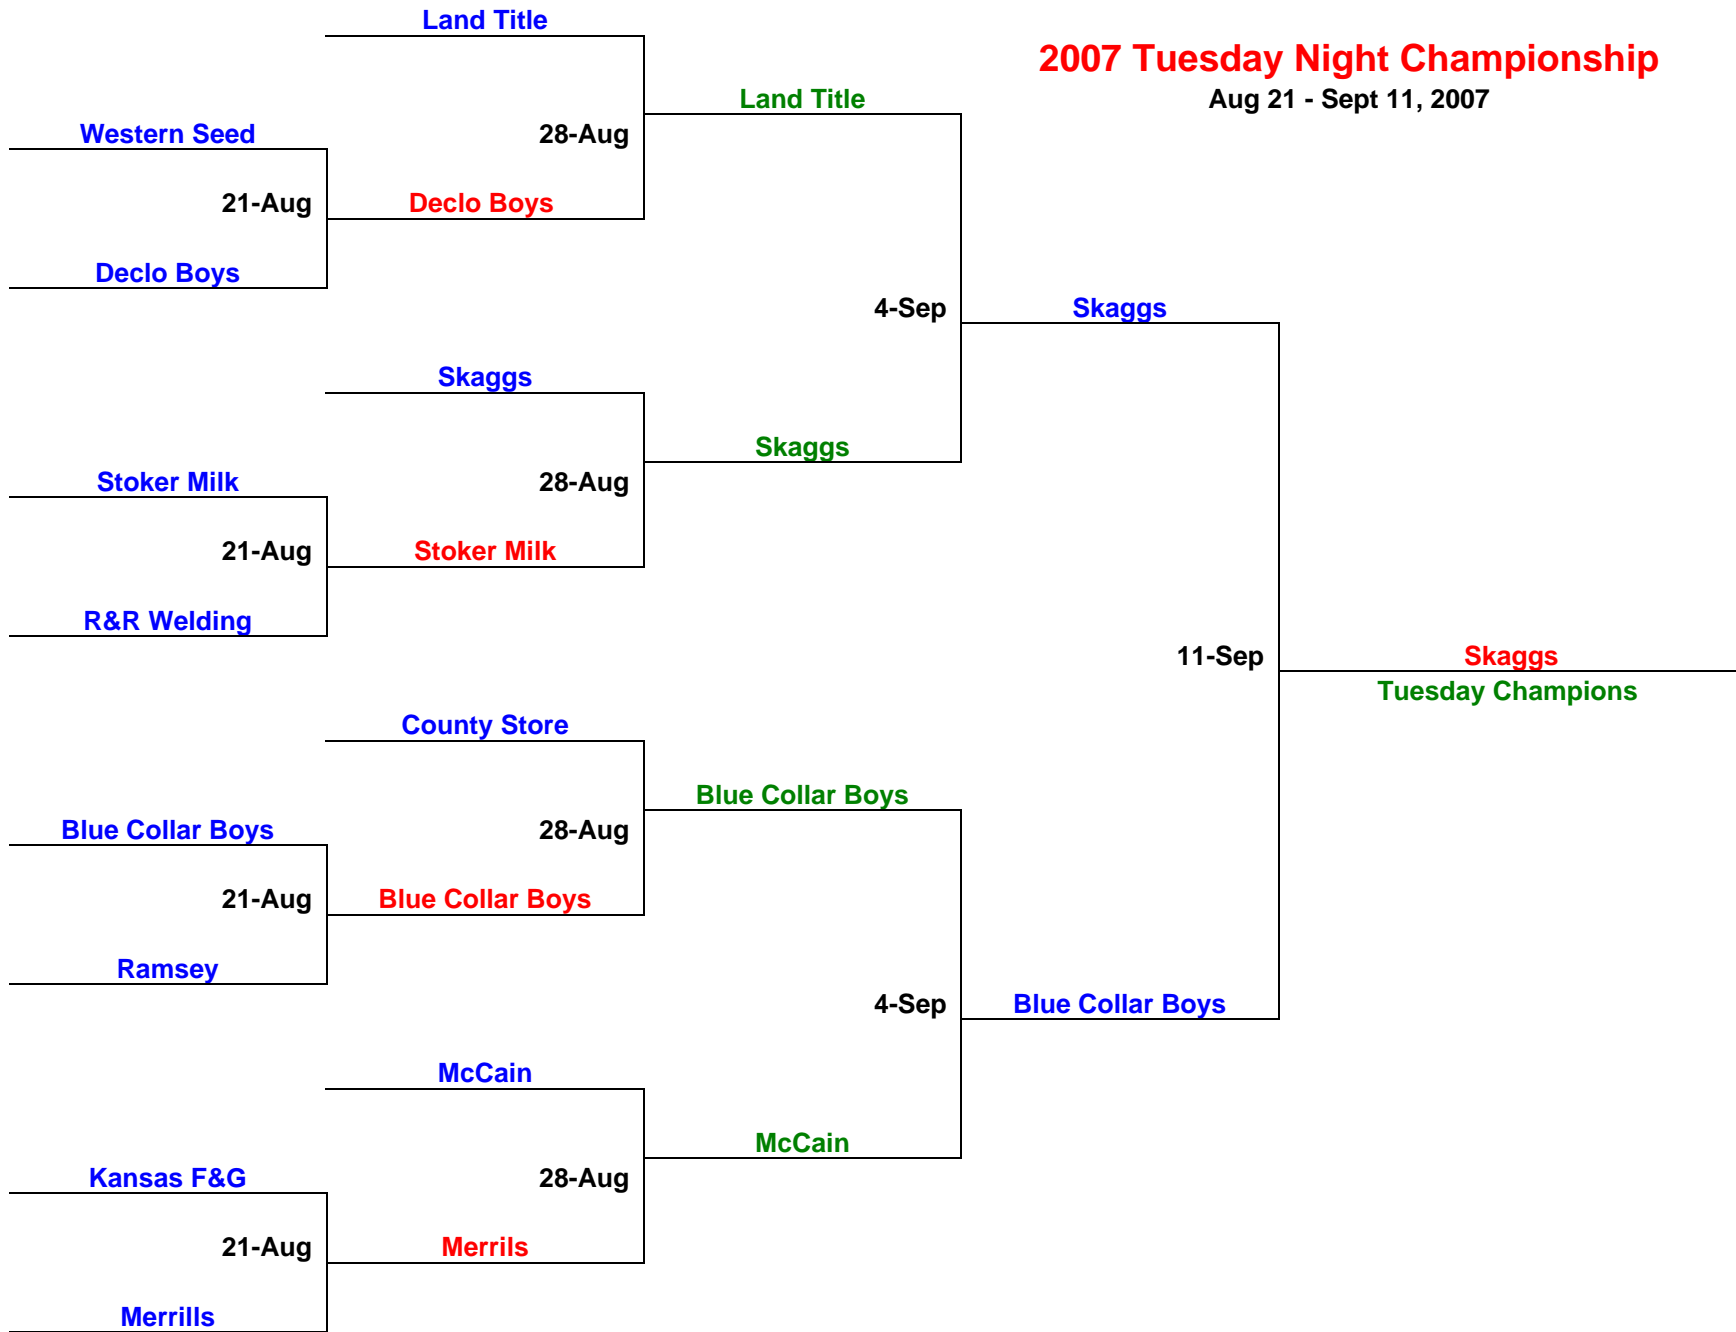 Land Title
2007 Tuesday Night Championship
Land Title
Aug 21 - Sept 11, 2007
Western Seed
28-Aug
21-Aug
Declo Boys
Declo Boys
4-Sep
Skaggs
Skaggs
Skaggs
Stoker Milk
28-Aug
21-Aug
Stoker Milk
R&R Welding
11-Sep
Skaggs
Tuesday Champions
County Store
Blue Collar Boys
Blue Collar Boys
28-Aug
21-Aug
Blue Collar Boys
Ramsey
4-Sep
Blue Collar Boys
McCain
McCain
Kansas F&G
28-Aug
21-Aug
Merrils
Merrills